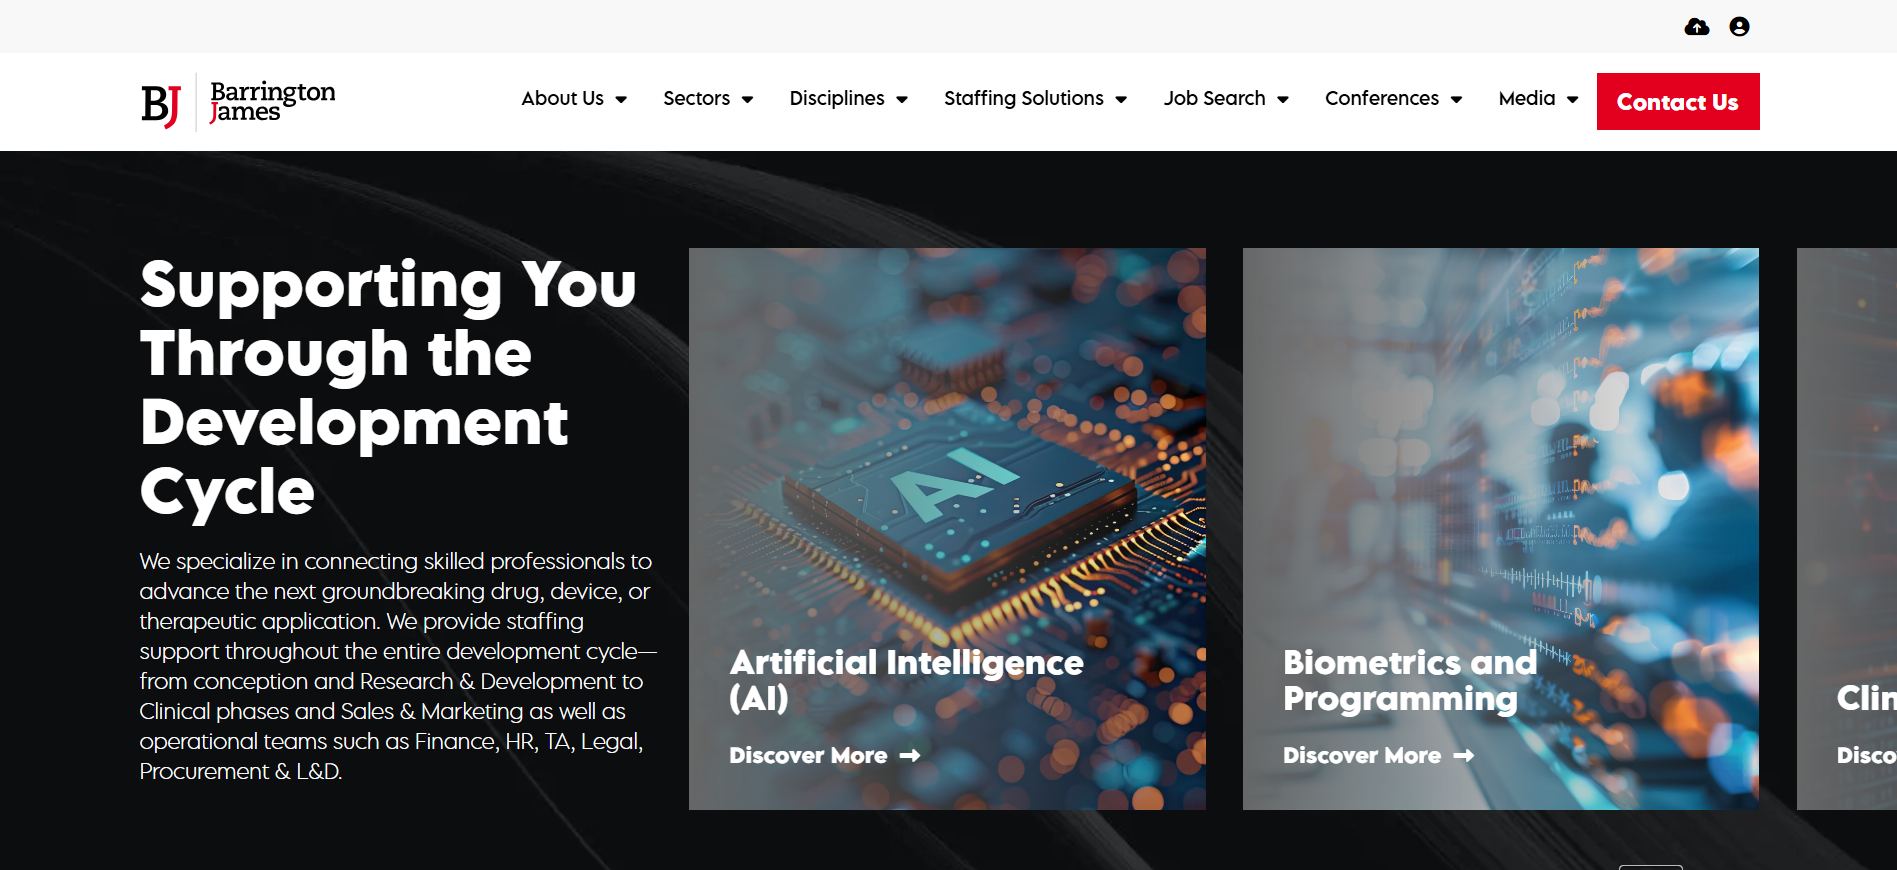 BJ
Barrington
James
About Us
Sectors
Disciplines
Staffing Solutions
Job Search
Conferences
Media
Contact Us
Supporting You
Through the
Development
Cycle
We specialize in connecting skilled professionals to
advance the next groundbreaking drug, device, or
therapeutic application. We provide staffing
support throughout the entire development cycle—
from conception and Research & Development to
Clinical phases and Sales & Marketing as well as
operational teams such as Finance, HR, TA, Legal,
Procurement & L&D.
AI
Artificial Intelligence
(AI)
Discover More
Biometrics and
Programming
Discover More
Clin
Disco